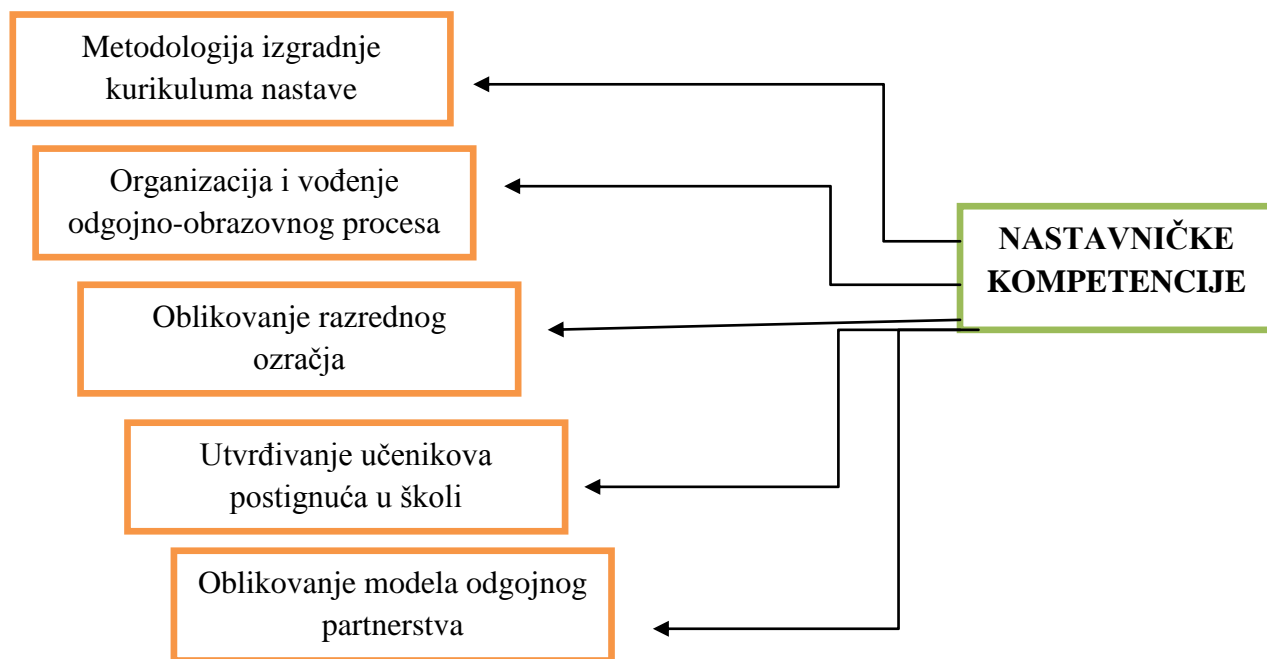 Metodologija izgradnje
kurikuluma nastave
Organizacija i vođenje
odgojno-obrazovnog procesa
NASTAVNIČKE
KOMPETENCIJE
Oblikovanje razrednog
ozračja
Utvrđivanje učenikova
postignuća u školi
Oblikovanje modela odgojnog
partnerstva